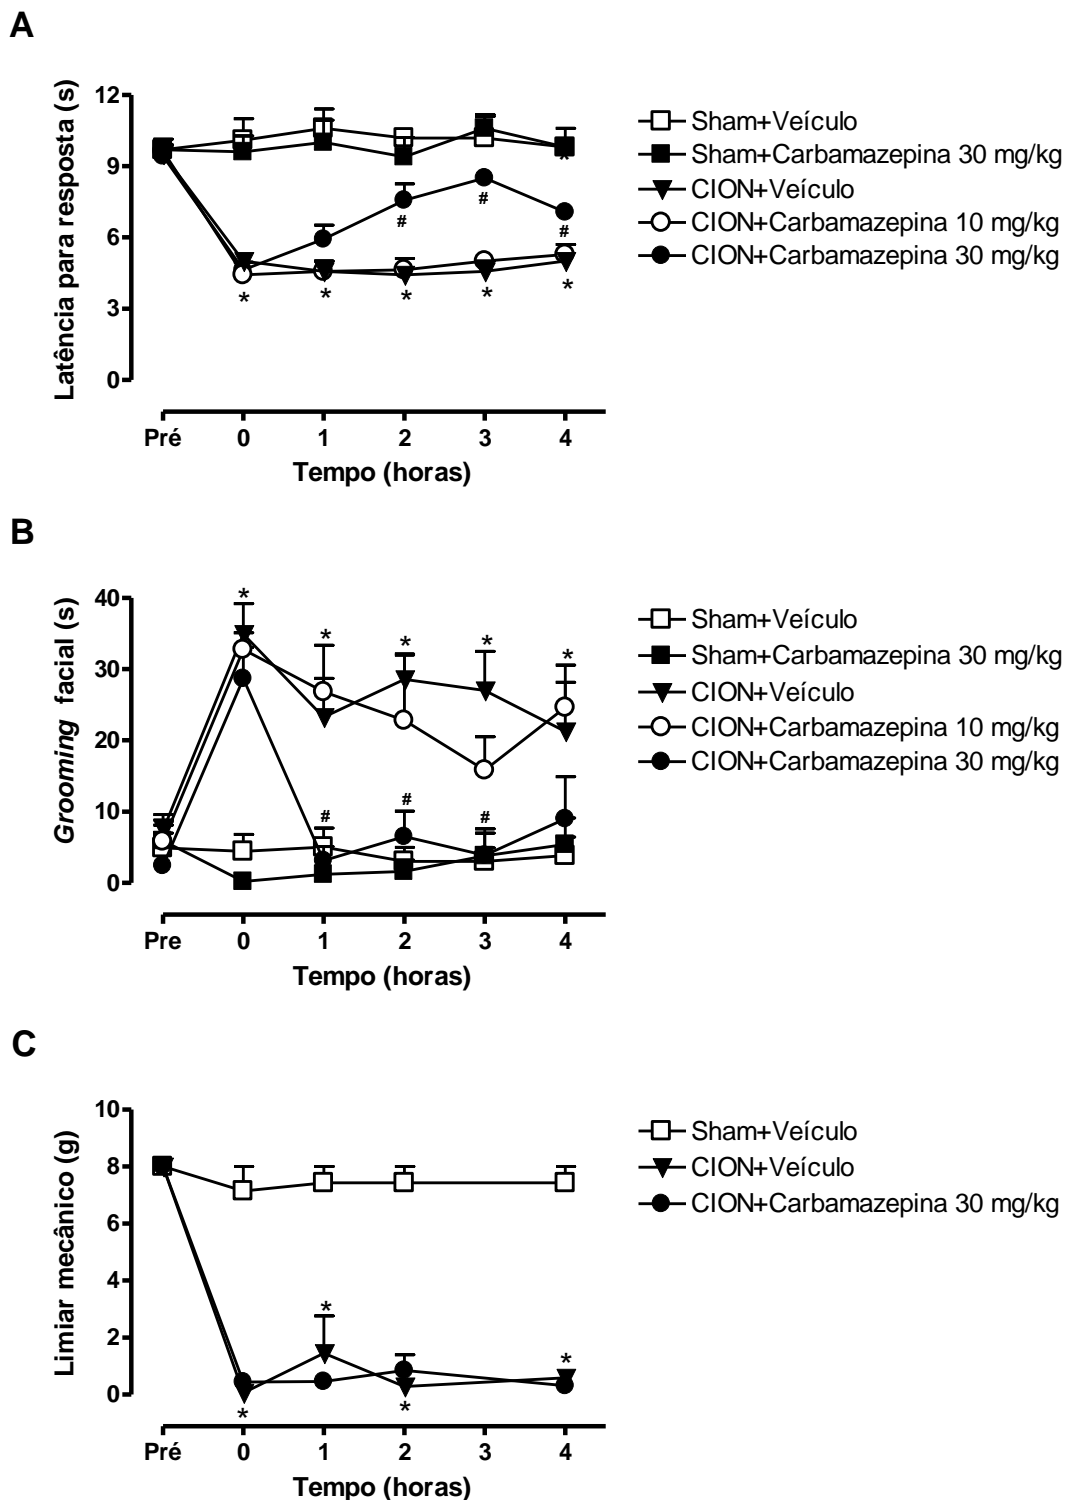 A
Latência para resposta (s)
12
9
6
3
0
* * * * * *
# # #
Pré 0 1 2 3 4
Tempo (horas)
Sham+Veículo
Sham+Carbamazepina 30 mg/kg
CION+Veículo
CION+Carbamazepina 10 mg/kg
CION+Carbamazepina 30 mg/kg
B
Grooming facial (s)
40
30
20
10
0
* * * * *
# # #
Pre 0 1 2 3 4
Tempo (horas)
Sham+Veículo
Sham+Carbamazepina 30 mg/kg
CION+Veículo
CION+Carbamazepina 10 mg/kg
CION+Carbamazepina 30 mg/kg
C
Limiar mecânico (g)
10
8
6
4
2
0
* * * *
Pré 0 1 2 3 4
Tempo (horas)
Sham+Veículo
CION+Veículo
CION+Carbamazepina 30 mg/kg